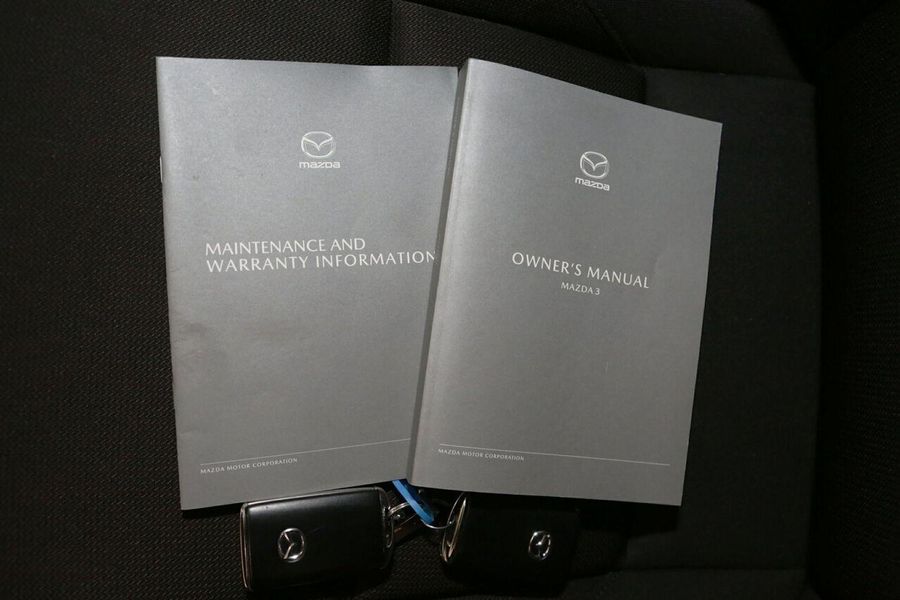 mazda
MAINTENANCE AND
WARRANTY INFORMATION
MAZDA MOTOR CORPORATION
mazda
OWNER'S MANUAL
MAZDA 3
MAZDA MOTOR CORPORATION